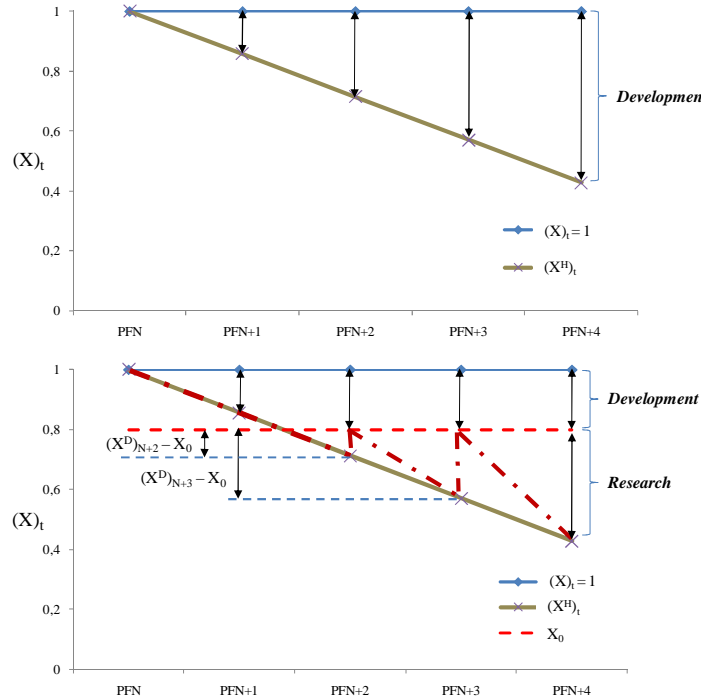 1
0,8
0,6
0,4
0,2
0
(X)ₜ
Development
(X)ₜ = 1
(Xᴴ)ₜ
PFN PFN+1 PFN+2 PFN+3 PFN+4
1
0,8
0,6
0,4
0,2
0
(X)ₜ
Development
(Xᴰ)N+2 – X₀
(Xᴰ)N+3 – X₀
Research
(X)ₜ = 1
(Xᴴ)ₜ
X₀
PFN PFN+1 PFN+2 PFN+3 PFN+4